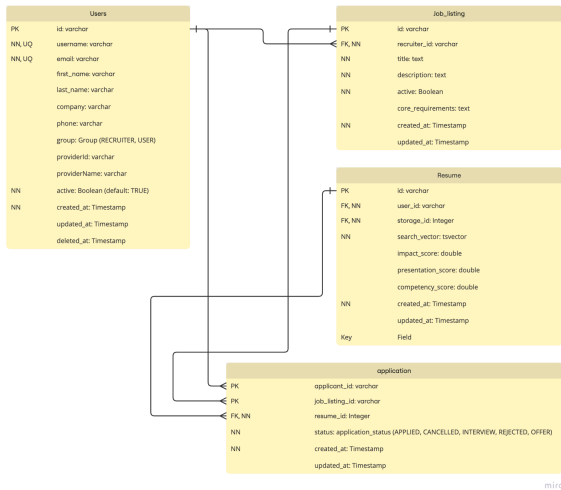 Users
PK id: varchar
NN, UQ username: varchar
NN, UQ email: varchar
first_name: varchar
last_name: varchar
company: varchar
phone: varchar
group: Group (RECRUITER, USER)
providerId: varchar
providerName: varchar
NN active: Boolean (default: TRUE)
NN created_at: Timestamp
updated_at: Timestamp
deleted_at: Timestamp
Job_listing
PK id: varchar
FK, NN recruiter_id: varchar
NN title: text
NN description: text
NN active: Boolean
core_requirements: text
NN created_at: Timestamp
updated_at: Timestamp
Resume
PK id: varchar
FK, NN user_id: varchar
FK, NN storage_id: Integer
NN search_vector: tsvector
impact_score: double
presentation_score: double
competency_score: double
NN created_at: Timestamp
updated_at: Timestamp
Key Field
application
PK applicant_id: varchar
PK job_listing_id: varchar
FK, NN resume_id: Integer
NN status: application_status (APPLIED, CANCELLED, INTERVIEW, REJECTED, OFFER)
NN created_at: Timestamp
updated_at: Timestamp
miro